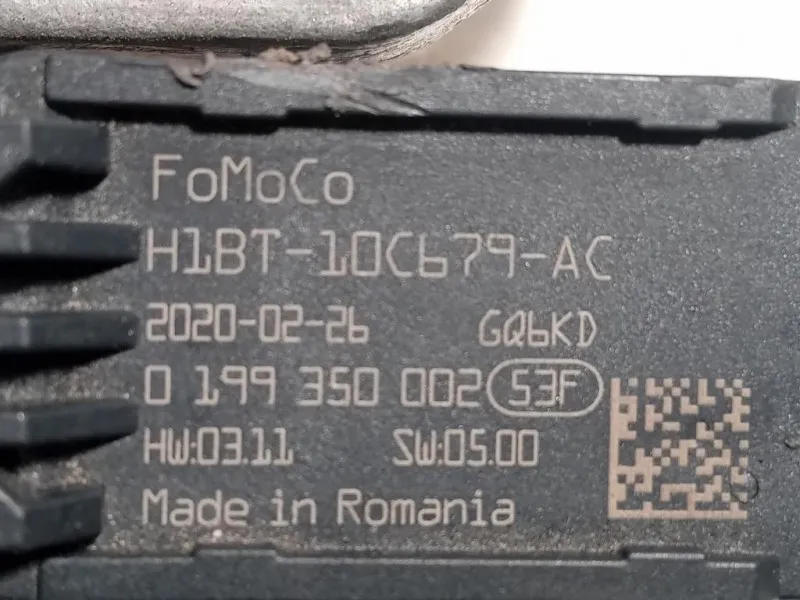 FoMoCo
H1BT-10C679-AC
2020-02-26 GQ6KD
0 199 350 002 53F
HW:03.11 SW:05.00
Made in Romania